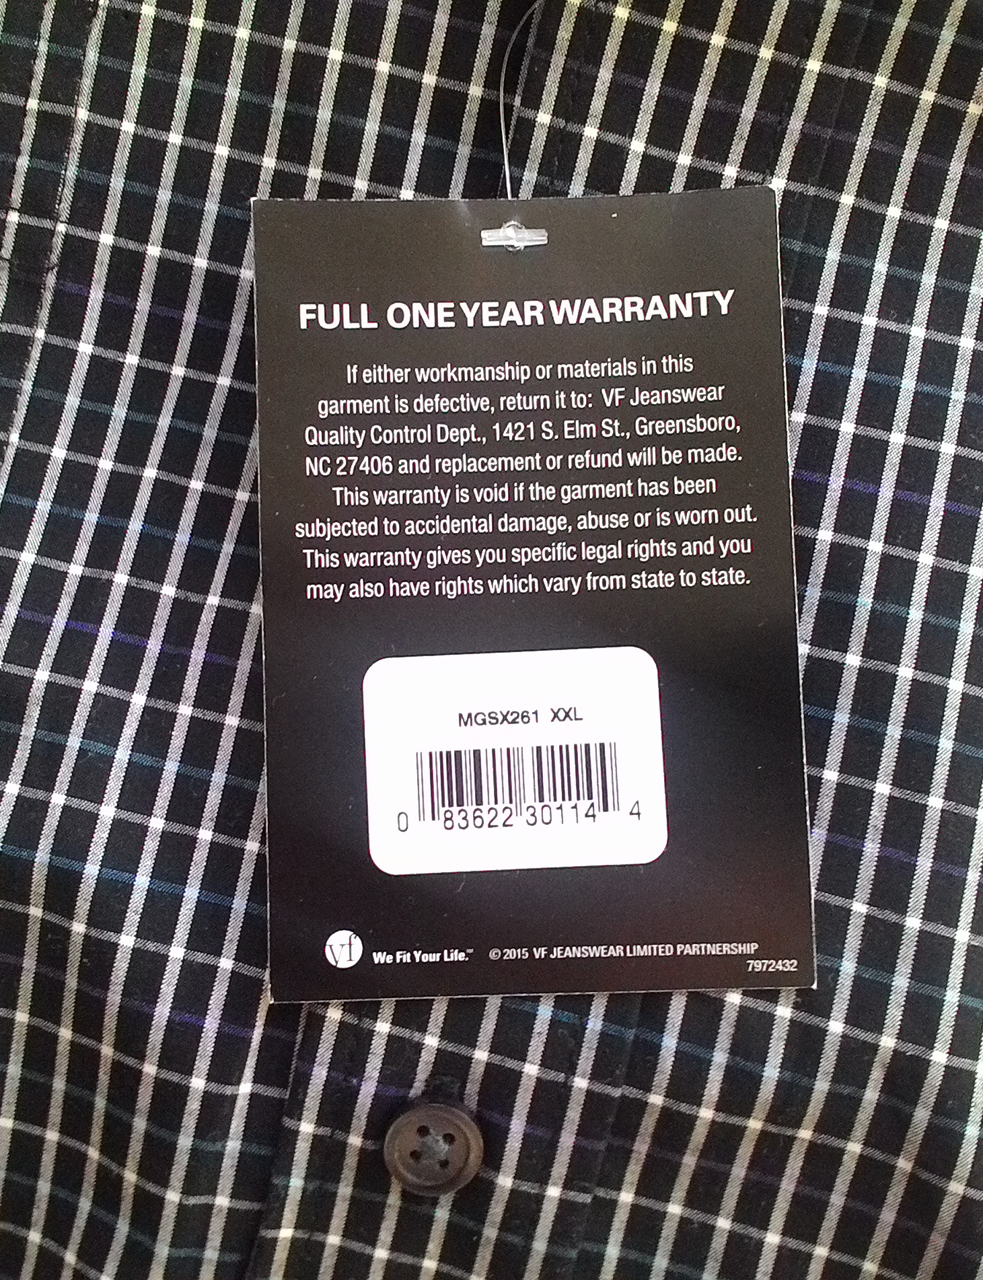 FULL ONE YEAR WARRANTY
If either workmanship or materials in this
garment is defective, return it to: VF Jeanswear
Quality Control Dept., 1421 S. Elm St., Greensboro,
NC 27406 and replacement or refund will be made.
This warranty is void if the garment has been
subjected to accidental damage, abuse or is worn out.
This warranty gives you specific legal rights and you
may also have rights which vary from state to state.
MGSX261 XXL
0 83622 30114 4
vf We Fit Your Life.℠ © 2015 VF JEANSWEAR LIMITED PARTNERSHIP
7972432